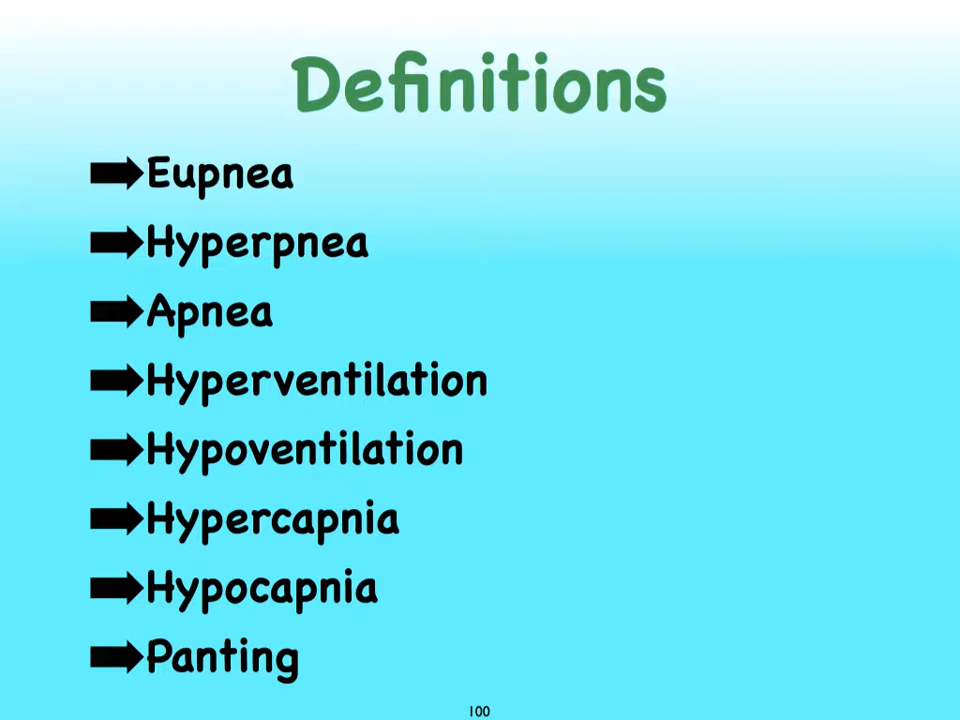 Definitions
Eupnea
Hyperpnea
Apnea
Hyperventilation
Hypoventilation
Hypercapnia
Hypocapnia
Panting
100